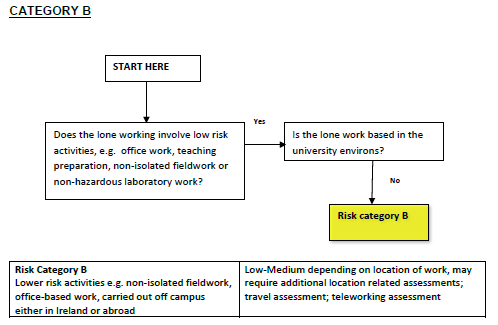 CATEGORY B
START HERE
Does the lone working involve low risk
activities, e.g.  office work, teaching
preparation, non-isolated fieldwork or
non-hazardous laboratory work?
Yes
Is the lone work based in the
university environs?
No
Risk category B
Risk Category B
Lower risk activities e.g. non-isolated fieldwork,
office-based work, carried out off campus
either in Ireland or abroad
Low-Medium depending on location of work, may
require additional location related assessments;
travel assessment; teleworking assessment